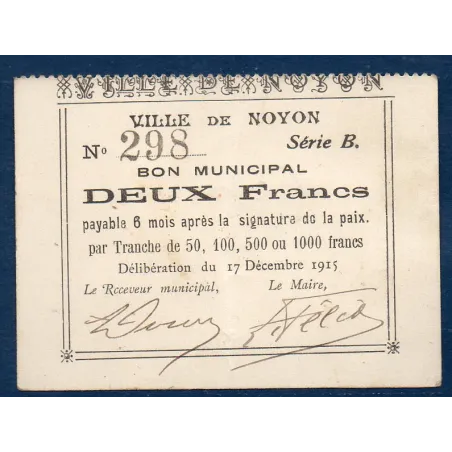 VILLE DE NOYON
VILLE DE NOYON
No 298 Série B.
BON MUNICIPAL
DEUX Francs
payable 6 mois après la signature de la paix.
par Tranche de 50, 100, 500 ou 1000 francs
Délibération du 17 Décembre 1915
Le Receveur municipal, Le Maire,